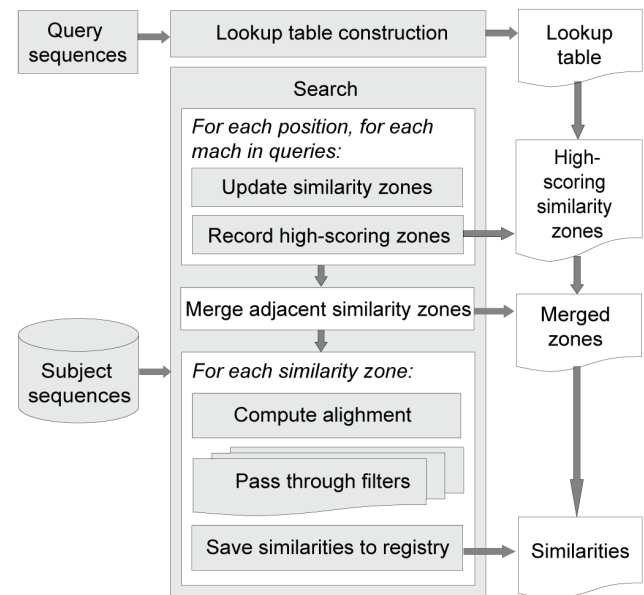 Query
sequences
Lookup table construction
Lookup
table
Search
For each position, for each
mach in queries:
Update similarity zones
Record high-scoring zones
High-
scoring
similarity
zones
Merge adjacent similarity zones
Merged
zones
Subject
sequences
For each similarity zone:
Compute alighment
Pass through filters
Save similarities to registry
Similarities